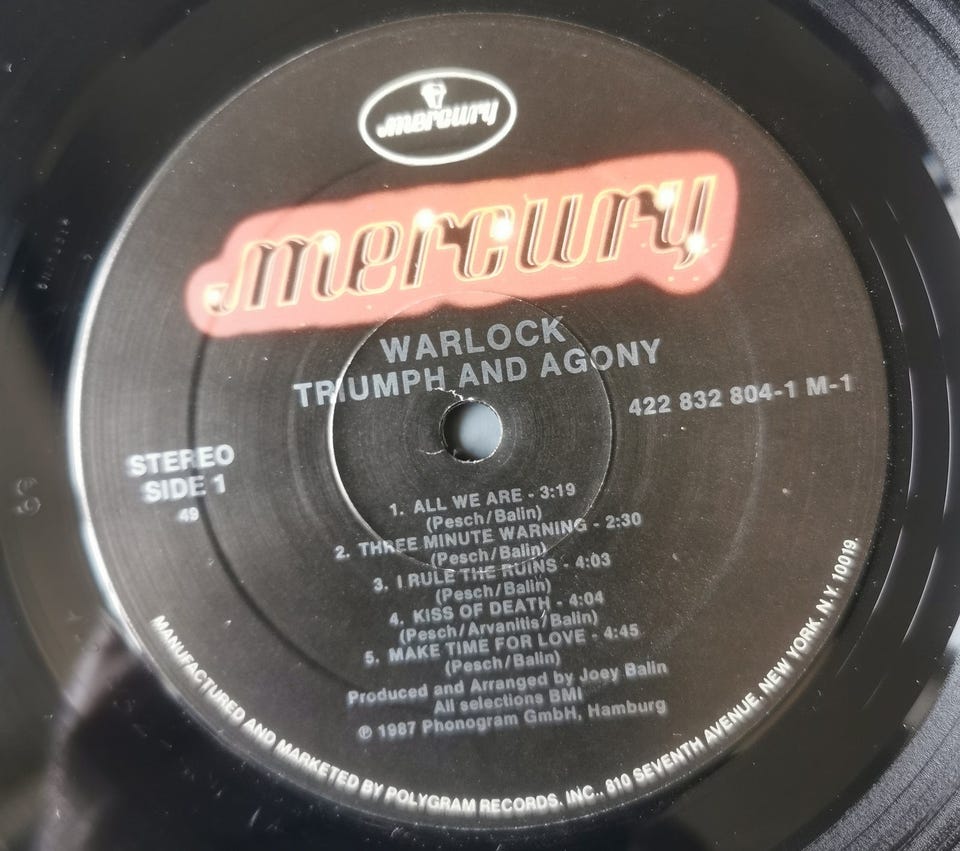 mercury
mercury
WARLOCK
TRIUMPH AND AGONY
422 832 804-1 M-1
STEREO
SIDE 1
49
1. ALL WE ARE - 3:19
(Pesch/Balin)
2. THREE MINUTE WARNING - 2:30
(Pesch/Balin)
3. I RULE THE RUINS - 4:03
(Pesch/Balin)
4. KISS OF DEATH - 4:04
(Pesch/Arvanitis/Balin)
5. MAKE TIME FOR LOVE - 4:45
(Pesch/Balin)
Produced and Arranged by Joey Balin
All selections BMI
℗ 1987 Phonogram GmbH, Hamburg
MANUFACTURED AND MARKETED BY POLYGRAM RECORDS, INC., 810 SEVENTH AVENUE, NEW YORK, N.Y. 10019.